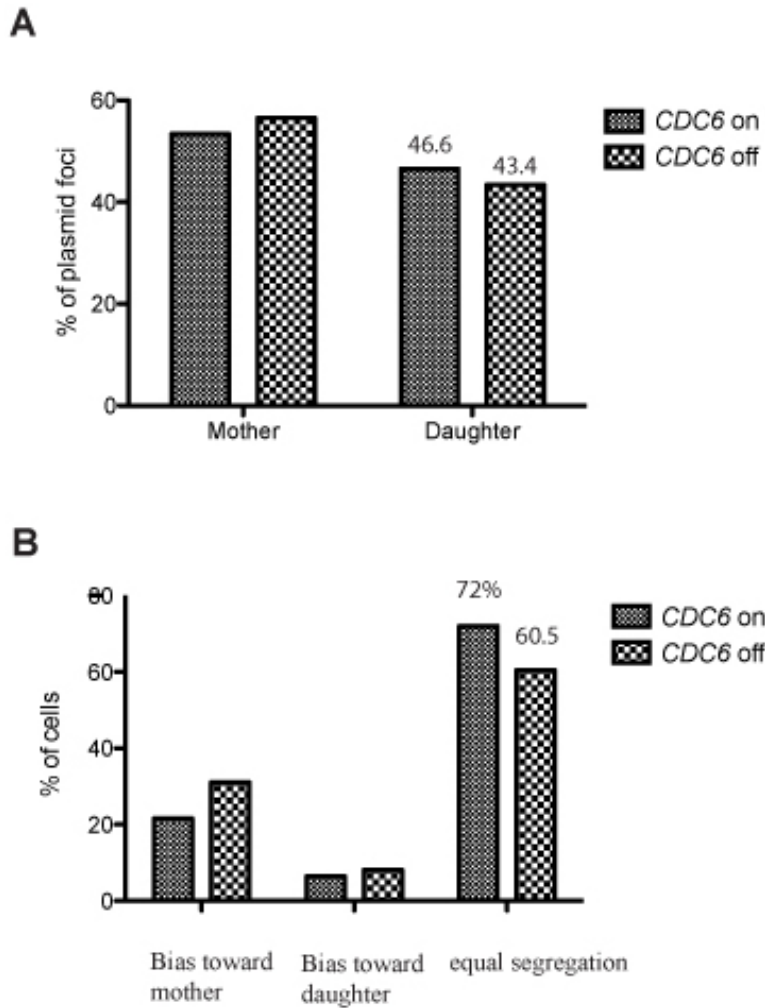 A
60
40
20
0
% of plasmid foci
46.6
43.4
Mother
Daughter
CDC6 on
CDC6 off
B
80
60
40
20
0
% of cells
72%
60.5
Bias toward
mother
Bias toward
daughter
equal segregation
CDC6 on
CDC6 off